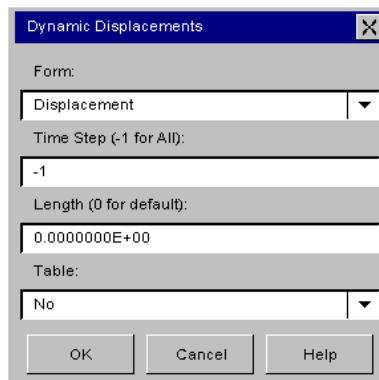 Dynamic Displacements
Form:
Displacement
Time Step (-1 for All):
-1
Length (0 for default):
0.0000000E+00
Table:
No
OK Cancel Help